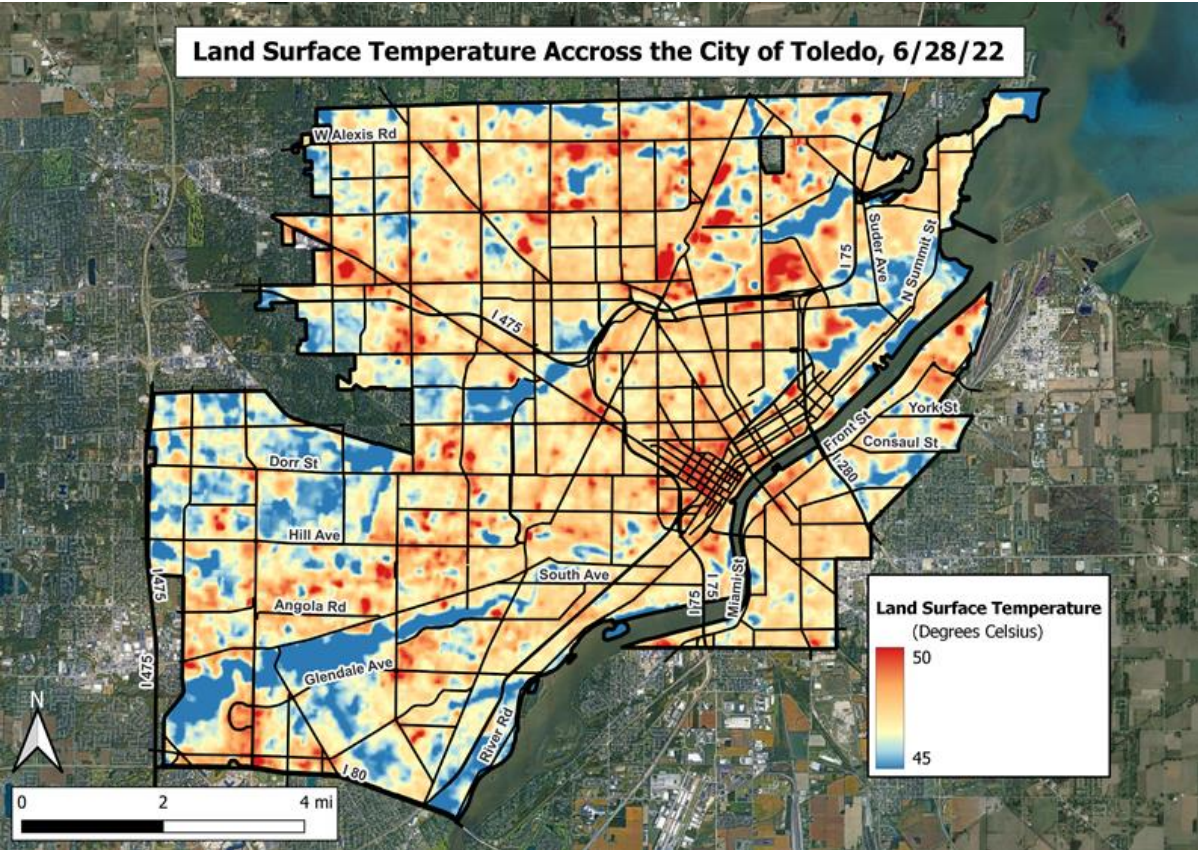 Land Surface Temperature Accross the City of Toledo, 6/28/22
W Alexis Rd
I 75
Suder Ave
N Summit St
I 475
York St
Front St
Consaul St
I 280
Dorr St
Hill Ave
South Ave
I 475
I 75
I 75
Miami St
Angola Rd
Glendale Ave
I 475
River Rd
I 80
Land Surface Temperature
(Degrees Celsius)
50
45
N
0 2 4 mi